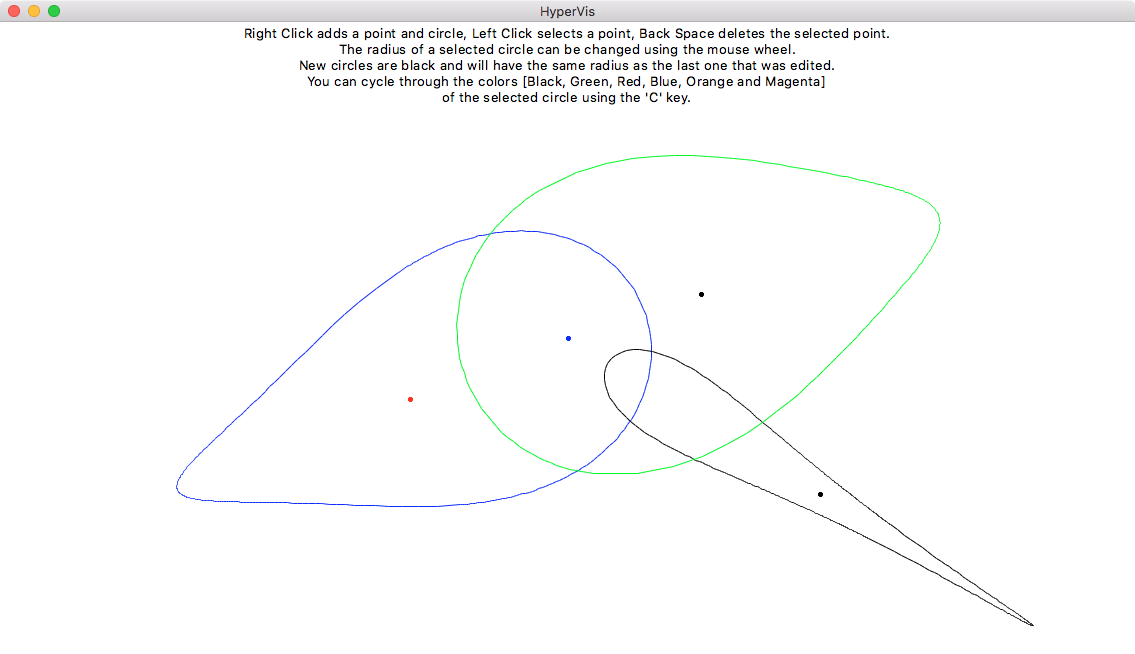 HyperVis
Right Click adds a point and circle, Left Click selects a point, Back Space deletes the selected point.
The radius of a selected circle can be changed using the mouse wheel.
New circles are black and will have the same radius as the last one that was edited.
You can cycle through the colors [Black, Green, Red, Blue, Orange and Magenta]
of the selected circle using the 'C' key.